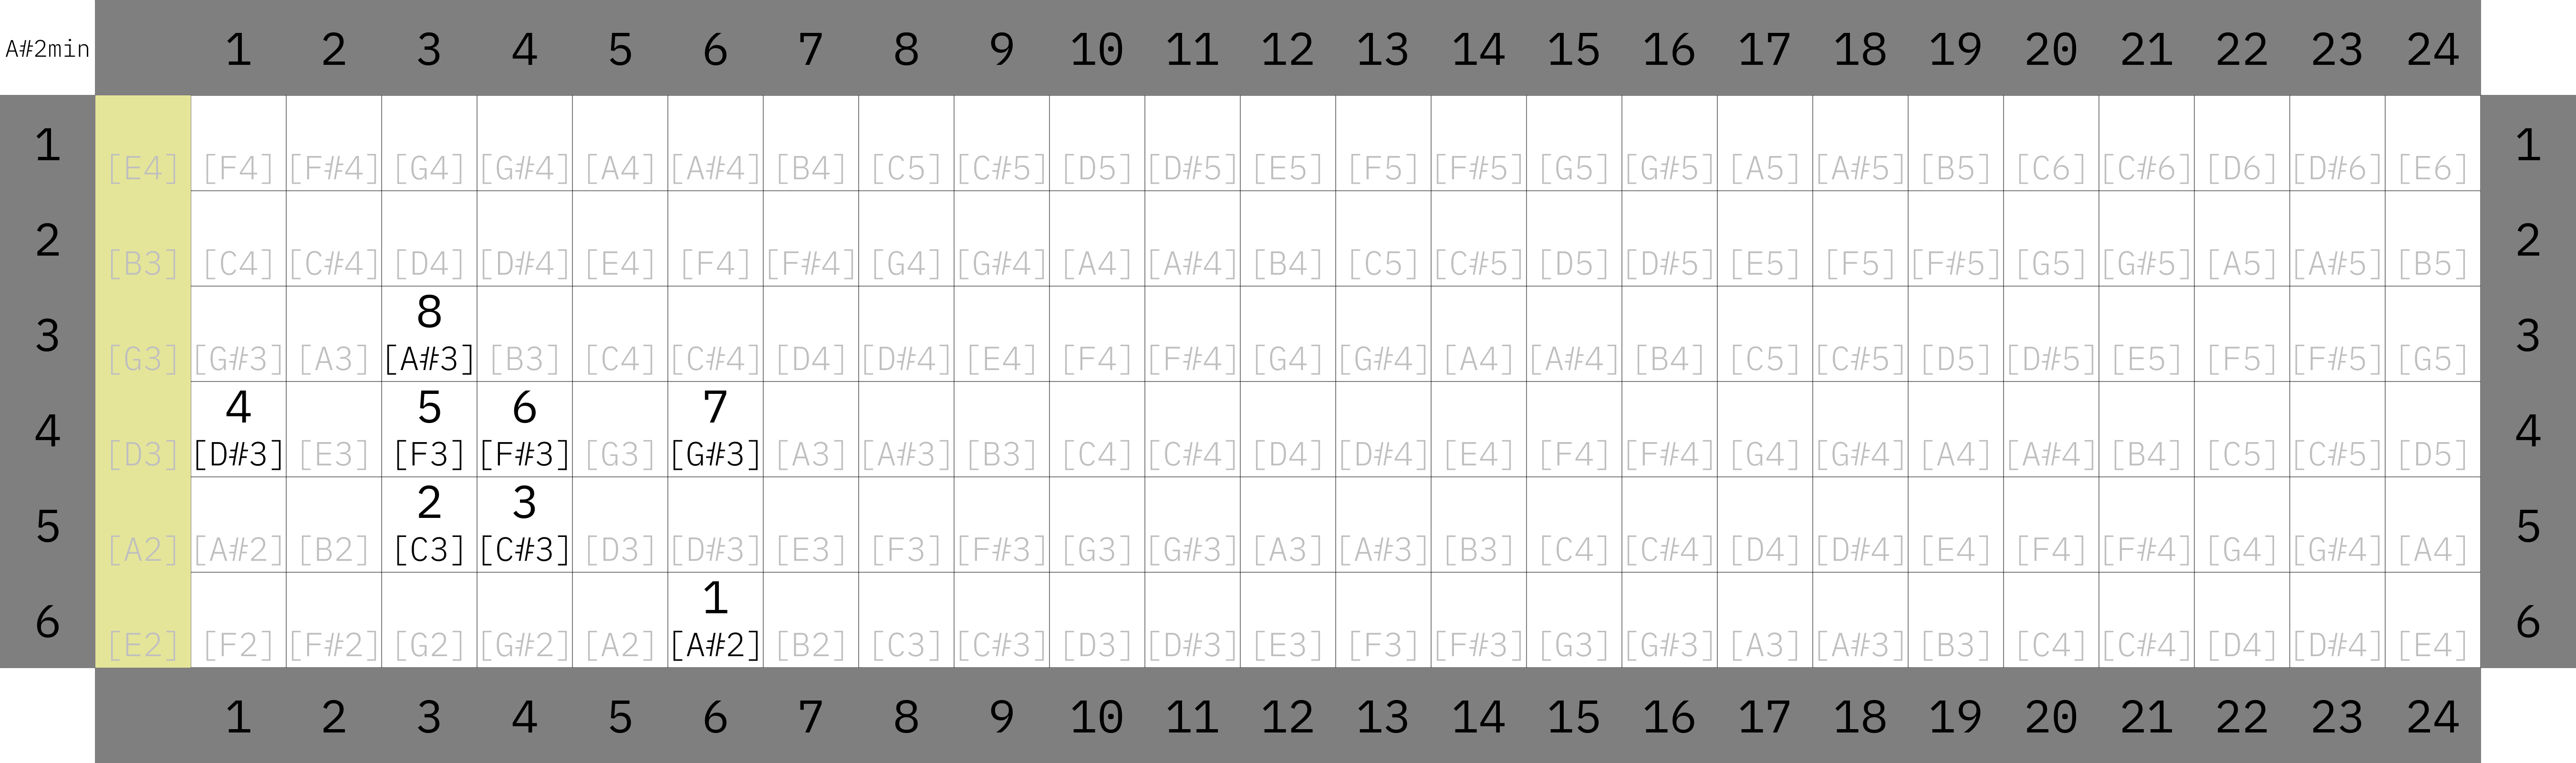 A#2min 1 2 3 4 5 6 7 8 9 10 11 12 13 14 15 16 17 18 19 20 21 22 23 24
1 [E4] [F4] [F#4] [G4] [G#4] [A4] [A#4] [B4] [C5] [C#5] [D5] [D#5] [E5] [F5] [F#5] [G5] [G#5] [A5] [A#5] [B5] [C6] [C#6] [D6] [D#6] [E6] 1
2 [B3] [C4] [C#4] [D4] [D#4] [E4] [F4] [F#4] [G4] [G#4] [A4] [A#4] [B4] [C5] [C#5] [D5] [D#5] [E5] [F5] [F#5] [G5] [G#5] [A5] [A#5] [B5] 2
8
3 [G3] [G#3] [A3] [A#3] [B3] [C4] [C#4] [D4] [D#4] [E4] [F4] [F#4] [G4] [G#4] [A4] [A#4] [B4] [C5] [C#5] [D5] [D#5] [E5] [F5] [F#5] [G5] 3
4 5 6 7
4 [D3] [D#3] [E3] [F3] [F#3] [G3] [G#3] [A3] [A#3] [B3] [C4] [C#4] [D4] [D#4] [E4] [F4] [F#4] [G4] [G#4] [A4] [A#4] [B4] [C5] [C#5] [D5] 4
2 3
5 [A2] [A#2] [B2] [C3] [C#3] [D3] [D#3] [E3] [F3] [F#3] [G3] [G#3] [A3] [A#3] [B3] [C4] [C#4] [D4] [D#4] [E4] [F4] [F#4] [G4] [G#4] [A4] 5
1
6 [E2] [F2] [F#2] [G2] [G#2] [A2] [A#2] [B2] [C3] [C#3] [D3] [D#3] [E3] [F3] [F#3] [G3] [G#3] [A3] [A#3] [B3] [C4] [C#4] [D4] [D#4] [E4] 6
1 2 3 4 5 6 7 8 9 10 11 12 13 14 15 16 17 18 19 20 21 22 23 24